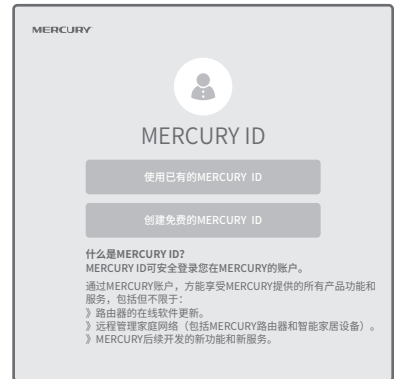 MERCURY
MERCURY ID
使用已有的MERCURY ID
创建免费的MERCURY ID
什么是MERCURY ID?
MERCURY ID可安全登录您在MERCURY的账户。
通过MERCURY账户，方能享受MERCURY提供的所有产品功能和
服务，包括但不限于：
》路由器的在线软件更新。
》远程管理家庭网络（包括MERCURY路由器和智能家居设备）。
》MERCURY后续开发的新功能和新服务。